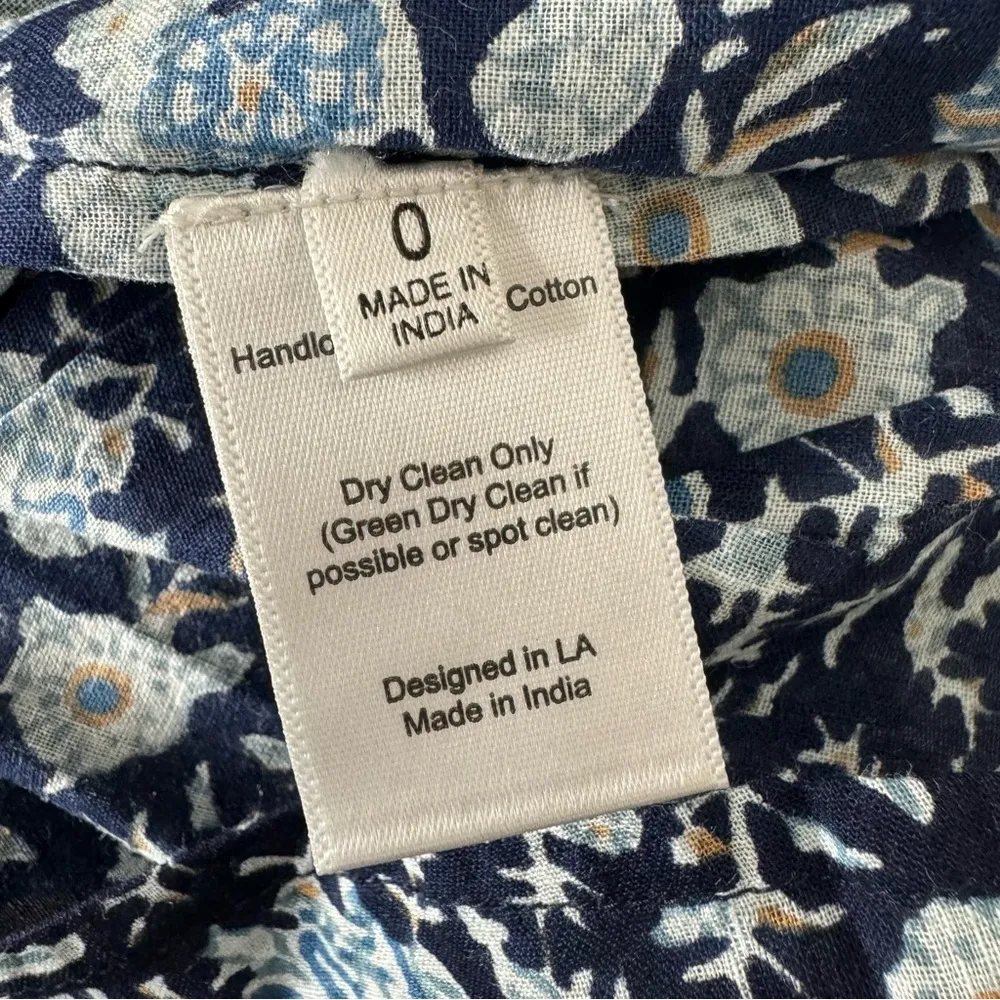 0
MADE IN
INDIA
Cotton
Dry Clean Only
(Green Dry Clean if
possible or spot clean)
Designed in LA
Made in India